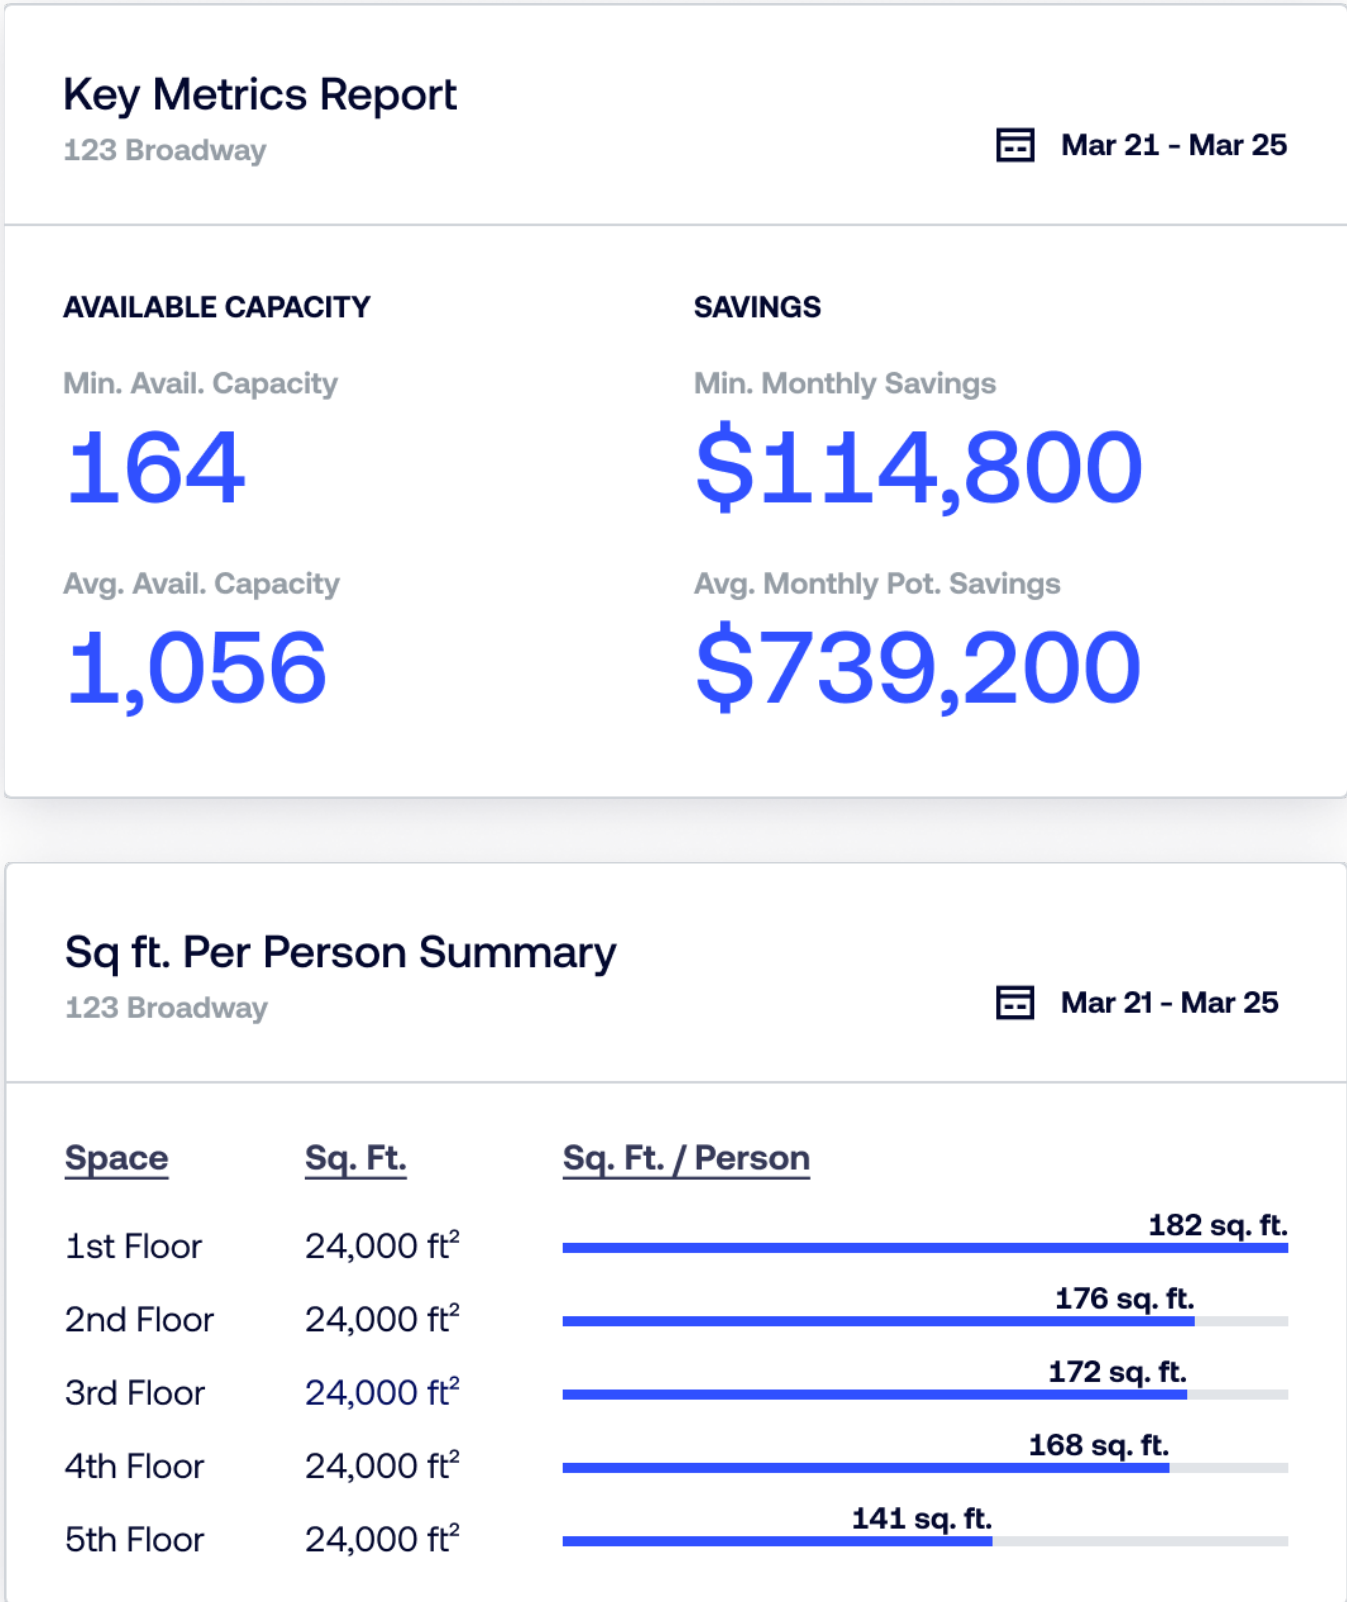 Key Metrics Report
123 Broadway
Mar 21 - Mar 25
AVAILABLE CAPACITY
Min. Avail. Capacity
164
Avg. Avail. Capacity
1,056
SAVINGS
Min. Monthly Savings
$114,800
Avg. Monthly Pot. Savings
$739,200
Sq ft. Per Person Summary
123 Broadway
Mar 21 - Mar 25
Space Sq. Ft. Sq. Ft. / Person
1st Floor 24,000 ft² 182 sq. ft.
2nd Floor 24,000 ft² 176 sq. ft.
3rd Floor 24,000 ft² 172 sq. ft.
4th Floor 24,000 ft² 168 sq. ft.
5th Floor 24,000 ft² 141 sq. ft.